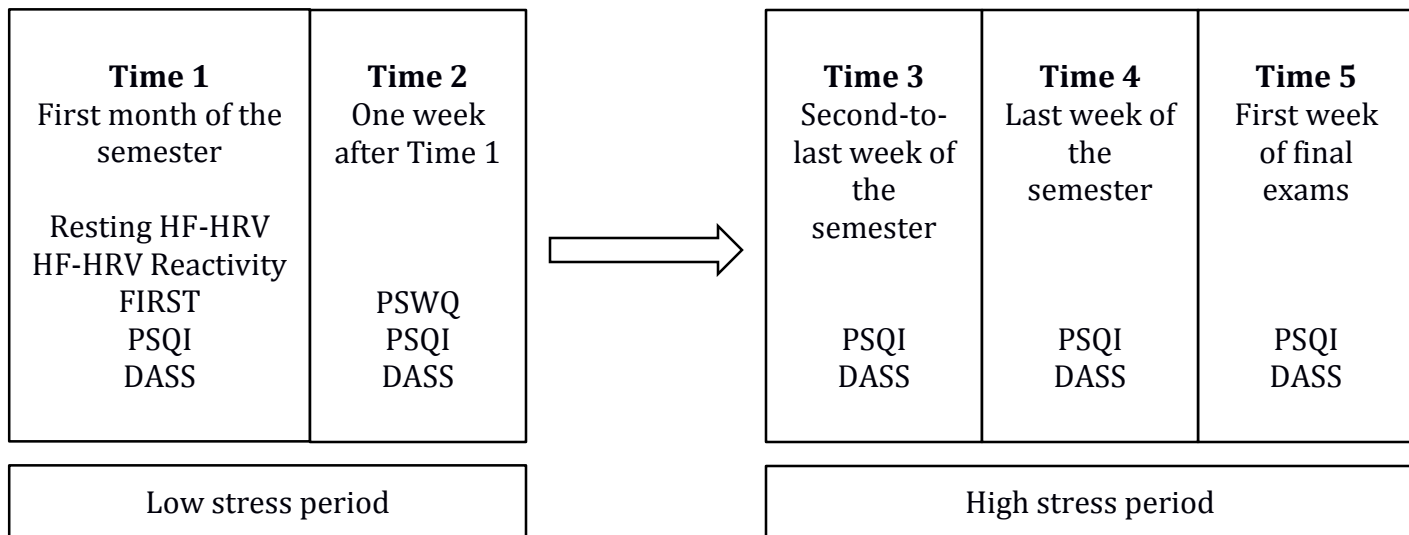 Time 1
First month of the
semester
Resting HF-HRV
HF-HRV Reactivity
FIRST
PSQI
DASS
Time 2
One week
after Time 1
PSWQ
PSQI
DASS
Time 3
Second-to-
last week of
the
semester
PSQI
DASS
Time 4
Last week of
the
semester
PSQI
DASS
Time 5
First week
of final
exams
PSQI
DASS
Low stress period
High stress period